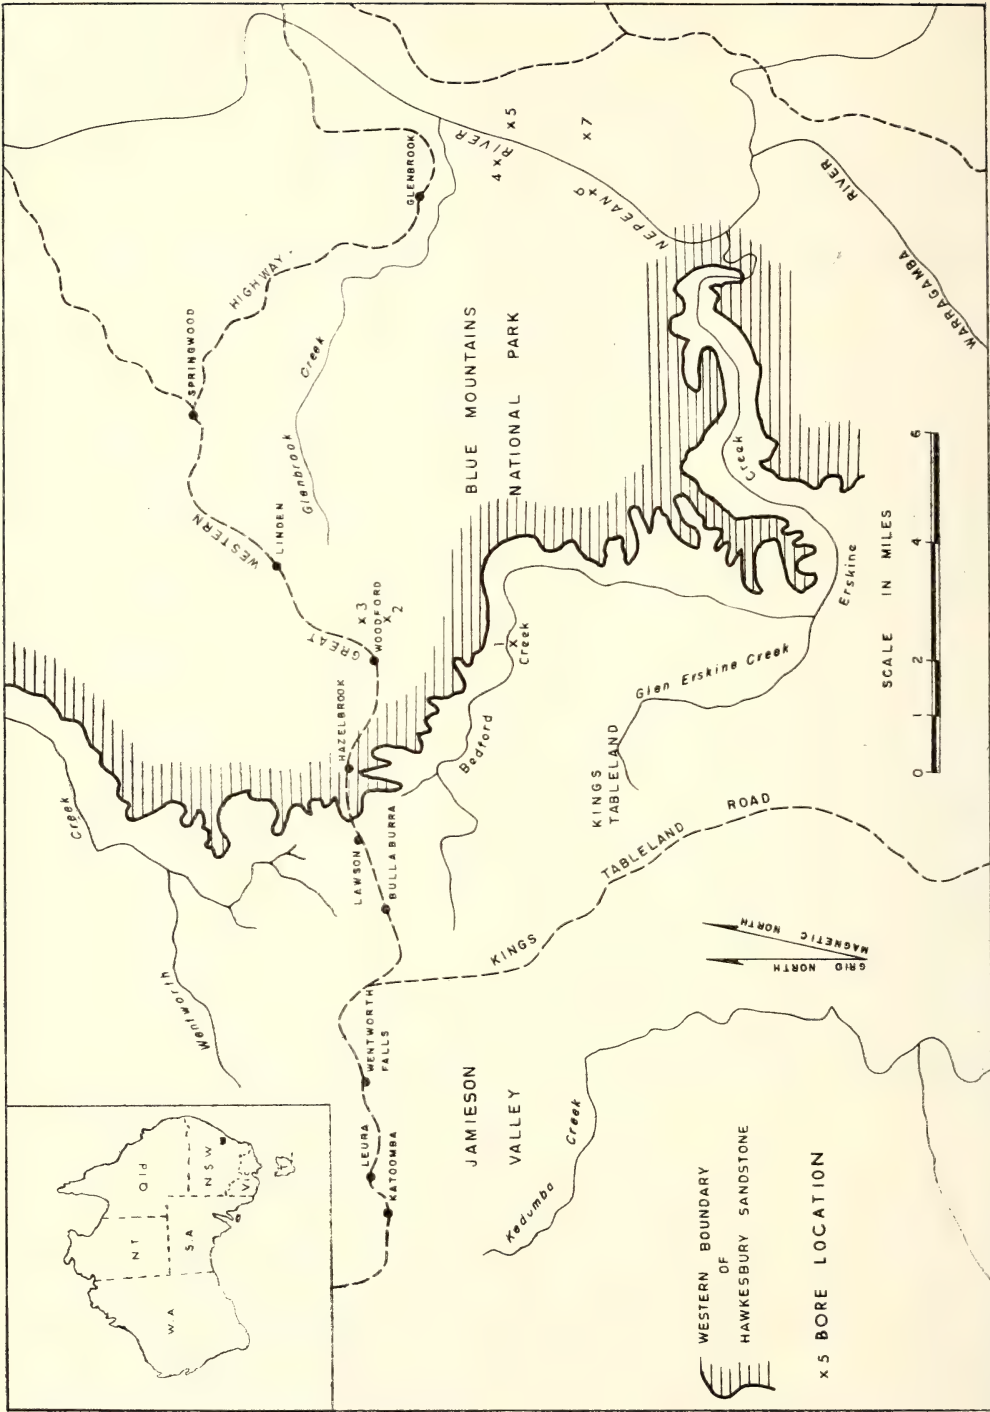 W.A
N T
Qld
S.A
N S W
VIC
Wentworth
Creek
KATOOMBA
LEURA
WENTWORTH
FALLS
BULLABURRA
LAWSON
HAZELBROOK
WOODFORD
LINDEN
SPRINGWOOD
GLENBROOK
GREAT
WESTERN
HIGHWAY
Glenbrook
Creek
x 3
x 2
1 x
4 x
x 5
x 7
x 6
NEPEAN
RIVER
WARRAGAMBA
RIVER
BLUE MOUNTAINS
NATIONAL PARK
Bedford
Creek
JAMIESON
VALLEY
Kedumba
Creek
KINGS
TABLELAND
ROAD
KINGS
TABLELAND
Glen Erskine Creek
Erskine
Creek
GRID NORTH
MAGNETIC NORTH
WESTERN BOUNDARY
OF
HAWKESBURY SANDSTONE
x 5 BORE LOCATION
0 1 2 4 6
SCALE IN MILES